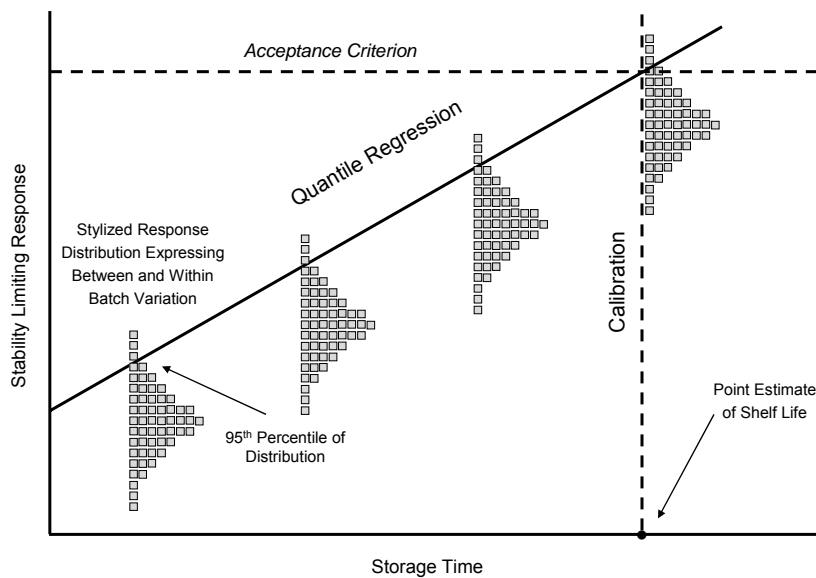 Acceptance Criterion
Quantile Regression
Stylized Response
Distribution Expressing
Between and Within
Batch Variation
Stability Limiting Response
Calibration
Point Estimate
of Shelf Life
95th Percentile of
Distribution
Storage Time